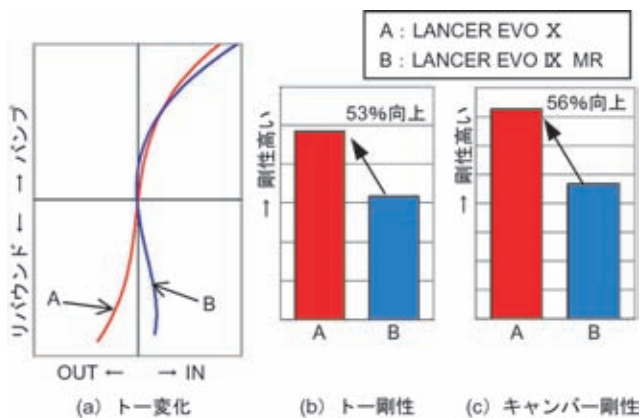 A：LANCER EVO X
B：LANCER EVO IX MR
リバウンド ← → バンプ
A
B
OUT ← → IN
(a) トー変化
→ 剛性高い
53%向上
A B
(b) トー剛性
→ 剛性高い
56%向上
A B
(c) キャンバー剛性